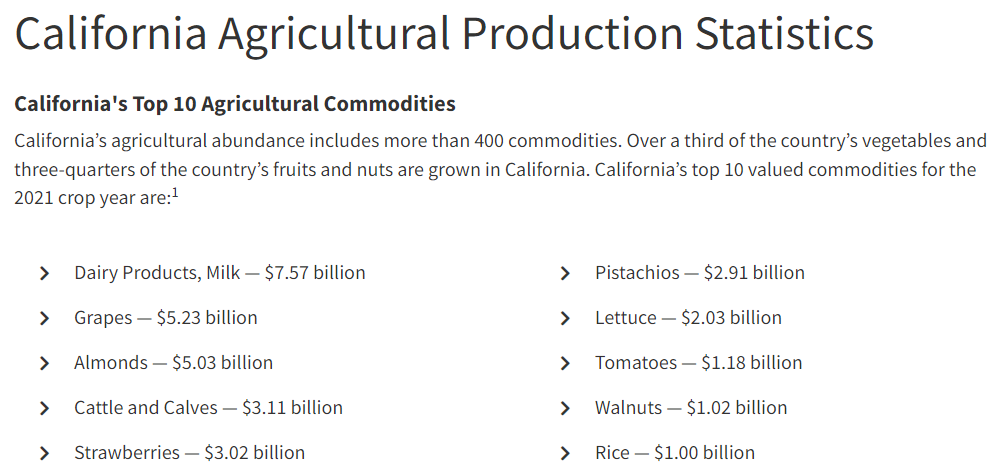 California Agricultural Production Statistics
California's Top 10 Agricultural Commodities
California’s agricultural abundance includes more than 400 commodities. Over a third of the country’s vegetables and
three-quarters of the country’s fruits and nuts are grown in California. California’s top 10 valued commodities for the
2021 crop year are:1
Dairy Products, Milk — $7.57 billion
Grapes — $5.23 billion
Almonds — $5.03 billion
Cattle and Calves — $3.11 billion
Strawberries — $3.02 billion
Pistachios — $2.91 billion
Lettuce — $2.03 billion
Tomatoes — $1.18 billion
Walnuts — $1.02 billion
Rice — $1.00 billion